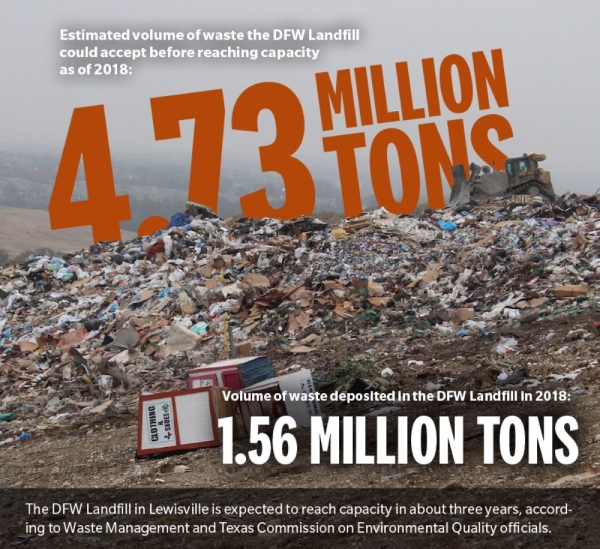 Estimated volume of waste the DFW Landfill
could accept before reaching capacity
as of 2018:
4.73 MILLION
TONS
CLOTHING
& SHOES
Volume of waste deposited in the DFW Landfill in 2018:
1.56 MILLION TONS
The DFW Landfill in Lewisville is expected to reach capacity in about three years, accord-
ing to Waste Management and Texas Commission on Environmental Quality officials.